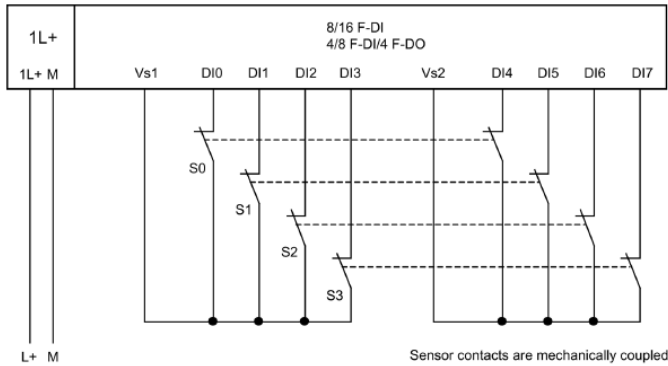 8/16 F-DI
1L+
4/8 F-DI/4 F-DO
1L+ M Vs1 DI0 DI1 DI2 DI3 Vs2 DI4 DI5 DI6 DI7
S0
S1
S2
S3
L+ M
Sensor contacts are mechanically coupled